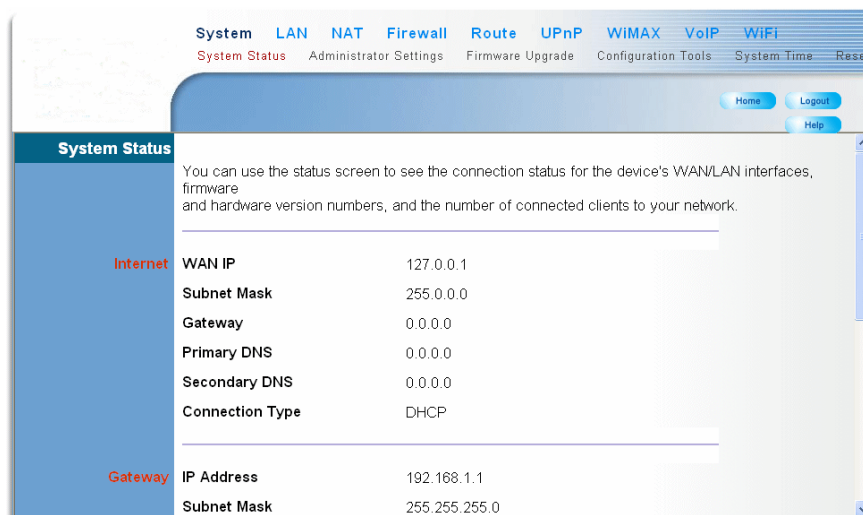 System LAN NAT Firewall Route UPnP WiMAX VoIP WiFi
System Status Administrator Settings Firmware Upgrade Configuration Tools System Time Rese
Home Logout
Help
System Status
You can use the status screen to see the connection status for the device's WAN/LAN interfaces,
firmware
and hardware version numbers, and the number of connected clients to your network.
Internet WAN IP 127.0.0.1
Subnet Mask 255.0.0.0
Gateway 0.0.0.0
Primary DNS 0.0.0.0
Secondary DNS 0.0.0.0
Connection Type DHCP
Gateway IP Address 192.168.1.1
Subnet Mask 255.255.255.0